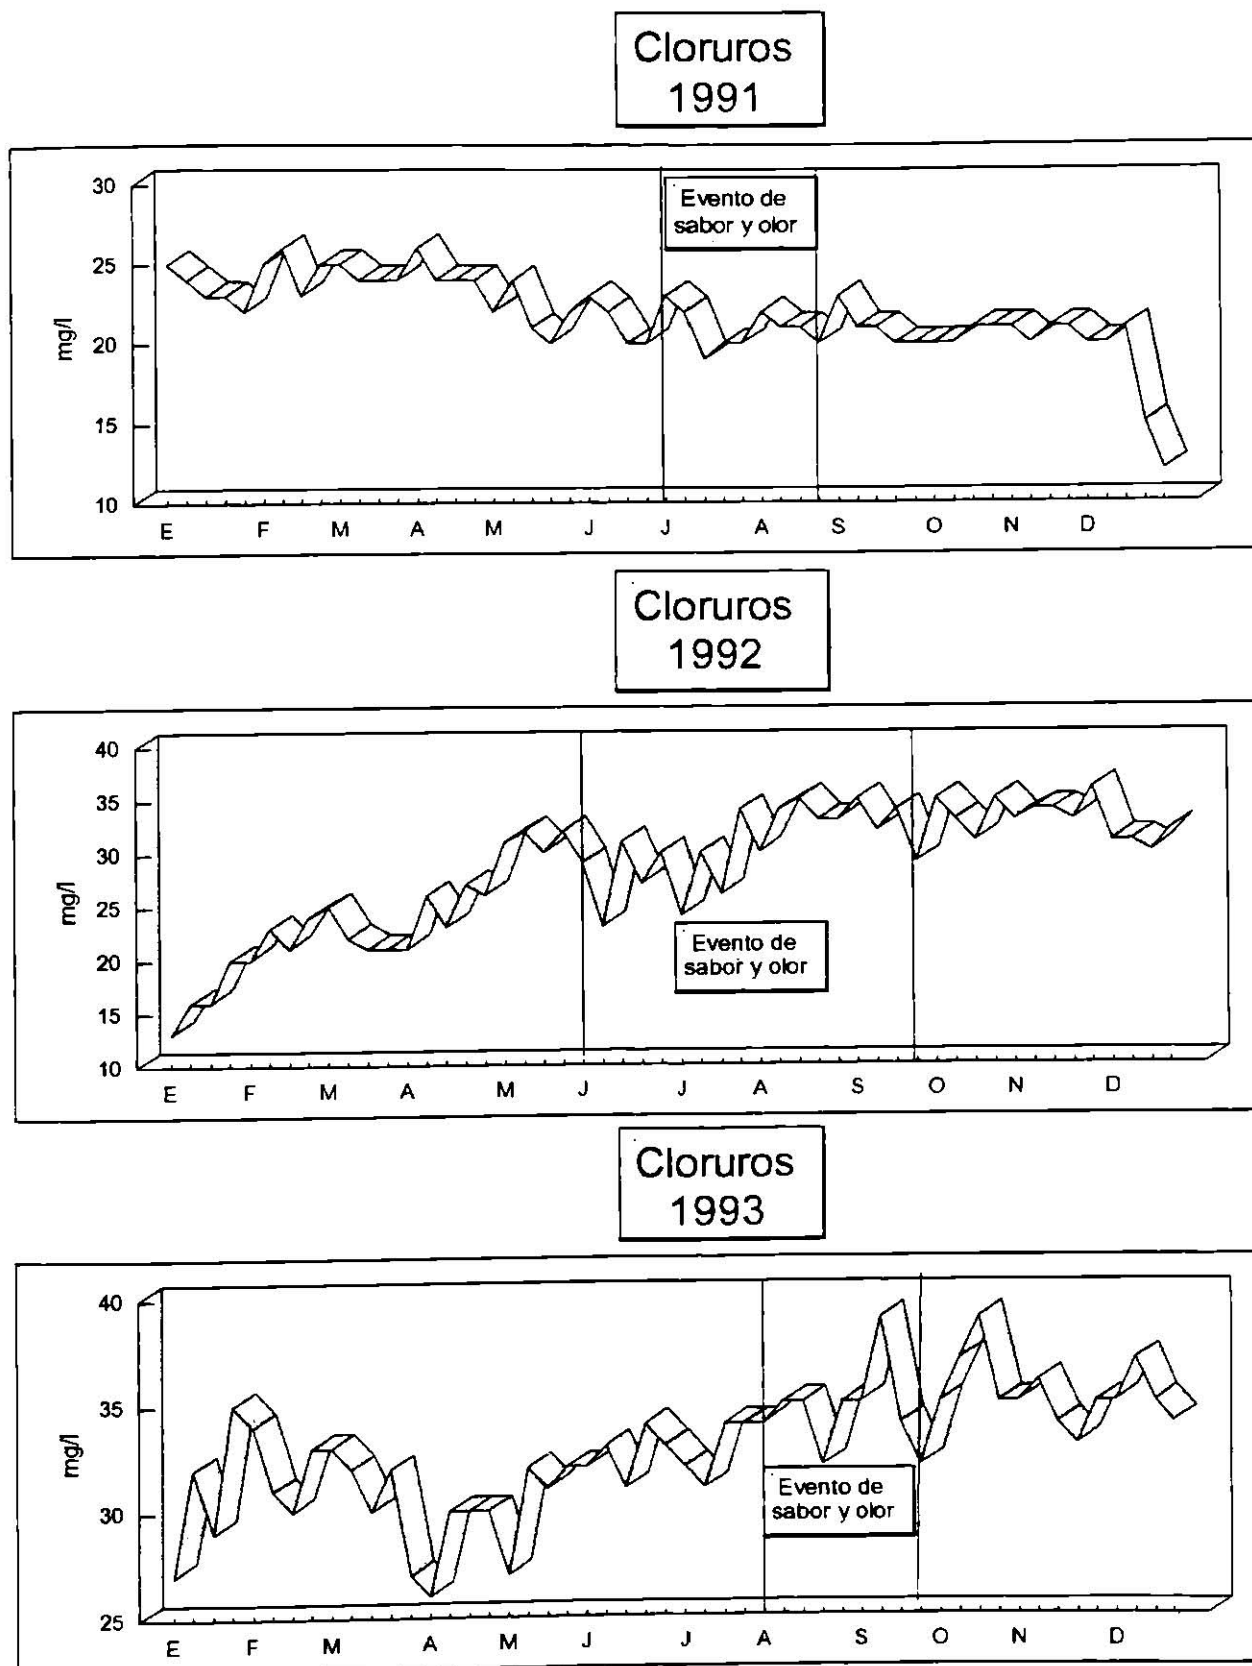 Cloruros
1991
30
25
20
15
10
mg/l
Evento de
sabor y olor
E F M A M J J A S O N D
Cloruros
1992
40
35
30
25
20
15
10
mg/l
Evento de
sabor y olor
E F M A M J J A S O N D
Cloruros
1993
40
35
30
25
mg/l
Evento de
sabor y olor
E F M A M J J A S O N D